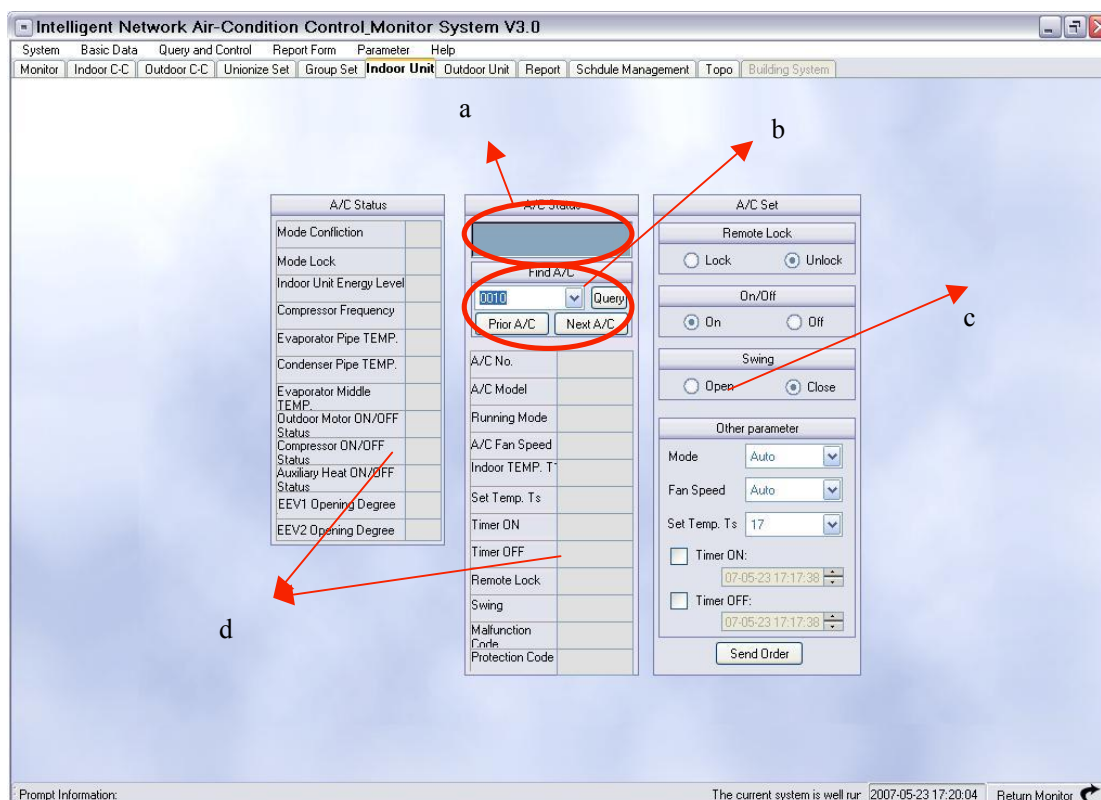 Intelligent Network Air-Condition Control_Monitor System V3.0
System Basic Data Query and Control Report Form Parameter Help
Monitor Indoor C-C Outdoor C-C Unionize Set Group Set Indoor Unit Outdoor Unit Report Schdule Management Topo Building System
a
b
c
d
A/C Status
Mode Confliction
Mode Lock
Indoor Unit Energy Level
Compressor Frequency
Evaporator Pipe TEMP.
Condenser Pipe TEMP.
Evaporator Middle
TEMP.
Outdoor Motor ON/OFF
Status
Compressor ON/OFF
Status
Auxiliary Heat ON/OFF
Status
EEV1 Opening Degree
EEV2 Opening Degree
A/C Status
Find A/C
0010 Query
Prior A/C Next A/C
A/C No.
A/C Model
Running Mode
A/C Fan Speed
Indoor TEMP. T
Set Temp. Ts
Timer ON
Timer OFF
Remote Lock
Swing
Malfunction
Code
Protection Code
A/C Set
Remote Lock
Lock Unlock
On/Off
On Off
Swing
Open Close
Other parameter
Mode Auto
Fan Speed Auto
Set Temp. Ts 17
Timer ON:
07-05-23 17:17:38
Timer OFF:
07-05-23 17:17:38
Send Order
Prompt Information: The current system is well run 2007-05-23 17:20:04 Return Monitor